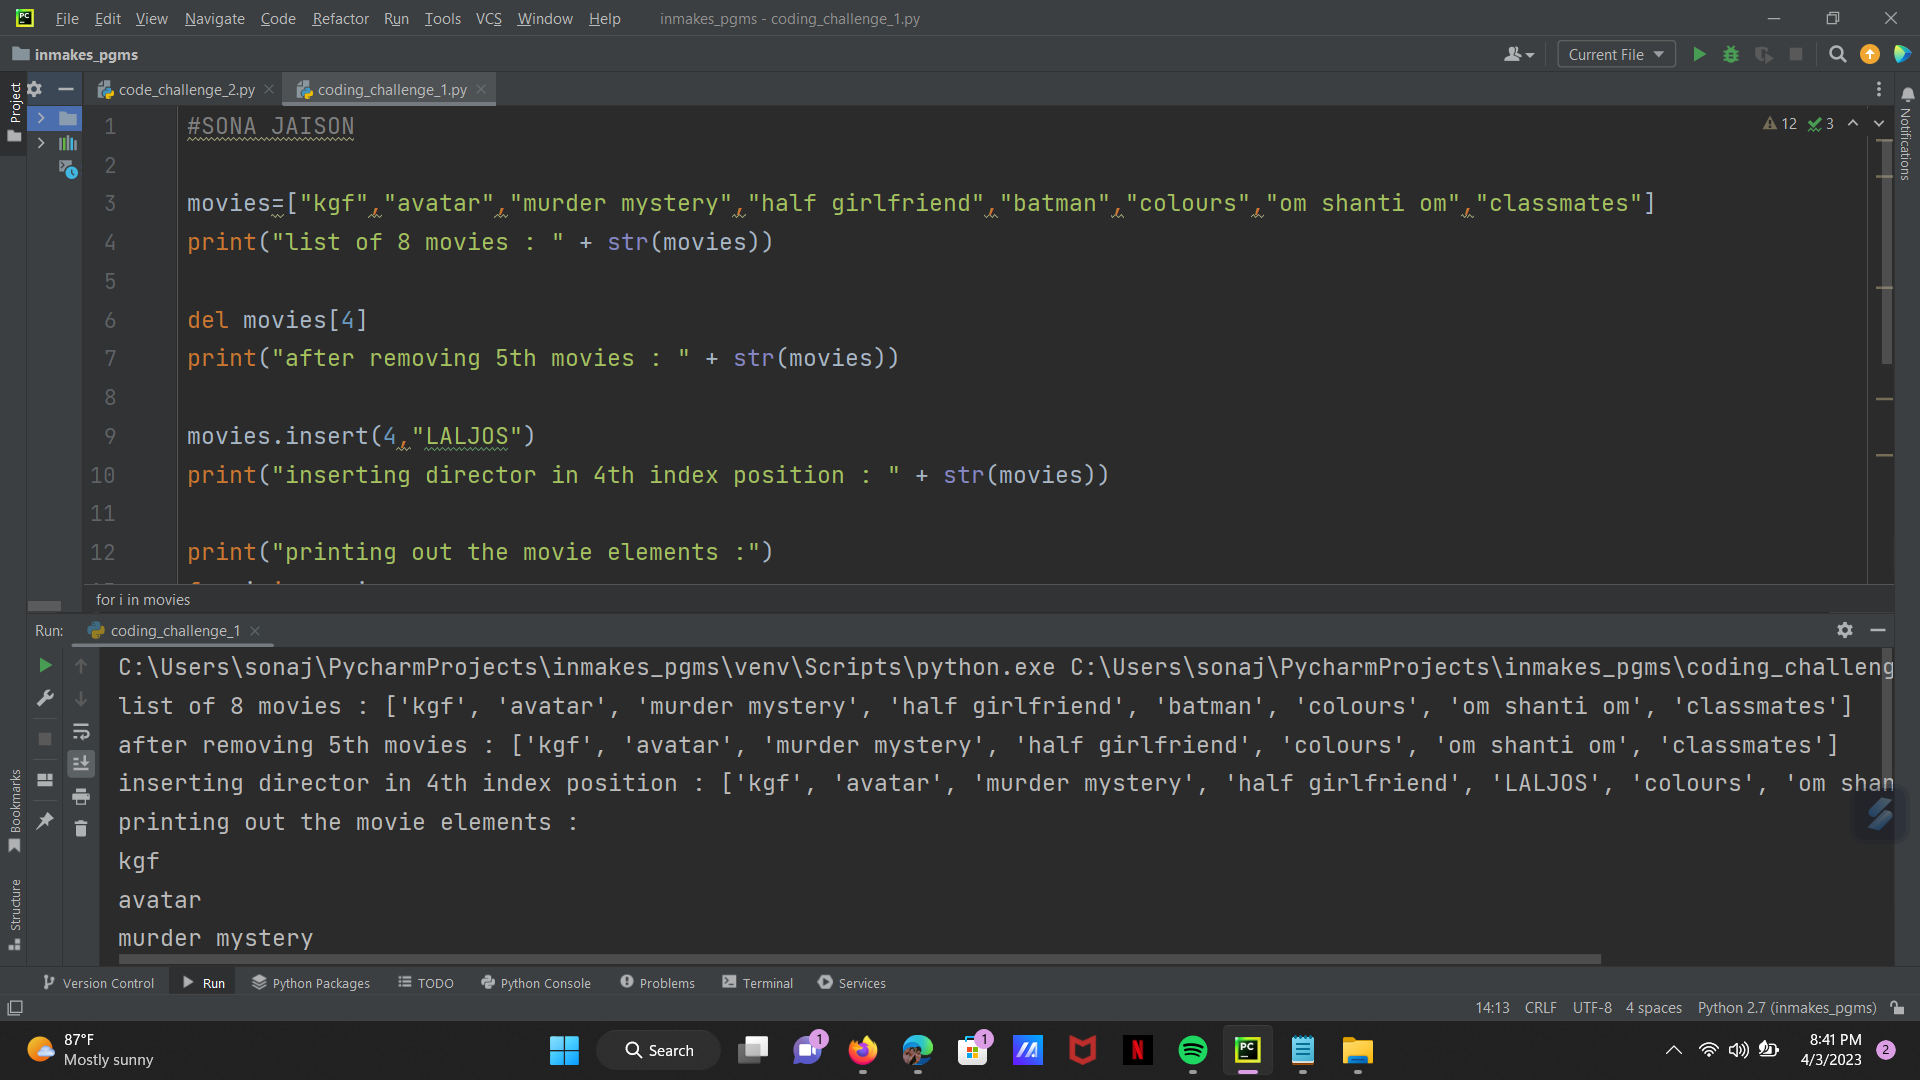 File Edit View Navigate Code Refactor Run Tools VCS Window Help inmakes_pgms - coding_challenge_1.py
inmakes_pgms
Current File
Project
code_challenge_2.py
coding_challenge_1.py
Notifications
12 3
1 #SONA JAISON
2
3 movies=["kgf","avatar","murder mystery","half girlfriend","batman","colours","om shanti om","classmates"]
4 print("list of 8 movies : " + str(movies))
5
6 del movies[4]
7 print("after removing 5th movies : " + str(movies))
8
9 movies.insert(4,"LALJOS")
10 print("inserting director in 4th index position : " + str(movies))
11
12 print("printing out the movie elements :")
for i in movies
Run: coding_challenge_1
C:\Users\sonaj\PycharmProjects\inmakes_pgms\venv\Scripts\python.exe C:\Users\sonaj\PycharmProjects\inmakes_pgms\coding_challeng
list of 8 movies : ['kgf', 'avatar', 'murder mystery', 'half girlfriend', 'batman', 'colours', 'om shanti om', 'classmates']
after removing 5th movies : ['kgf', 'avatar', 'murder mystery', 'half girlfriend', 'colours', 'om shanti om', 'classmates']
inserting director in 4th index position : ['kgf', 'avatar', 'murder mystery', 'half girlfriend', 'LALJOS', 'colours', 'om shan
printing out the movie elements :
kgf
avatar
murder mystery
Bookmarks
Structure
Version Control Run Python Packages TODO Python Console Problems Terminal Services
14:13 CRLF UTF-8 4 spaces Python 2.7 (inmakes_pgms)
87°F
Mostly sunny
Search
1
1
8:41 PM
4/3/2023
2